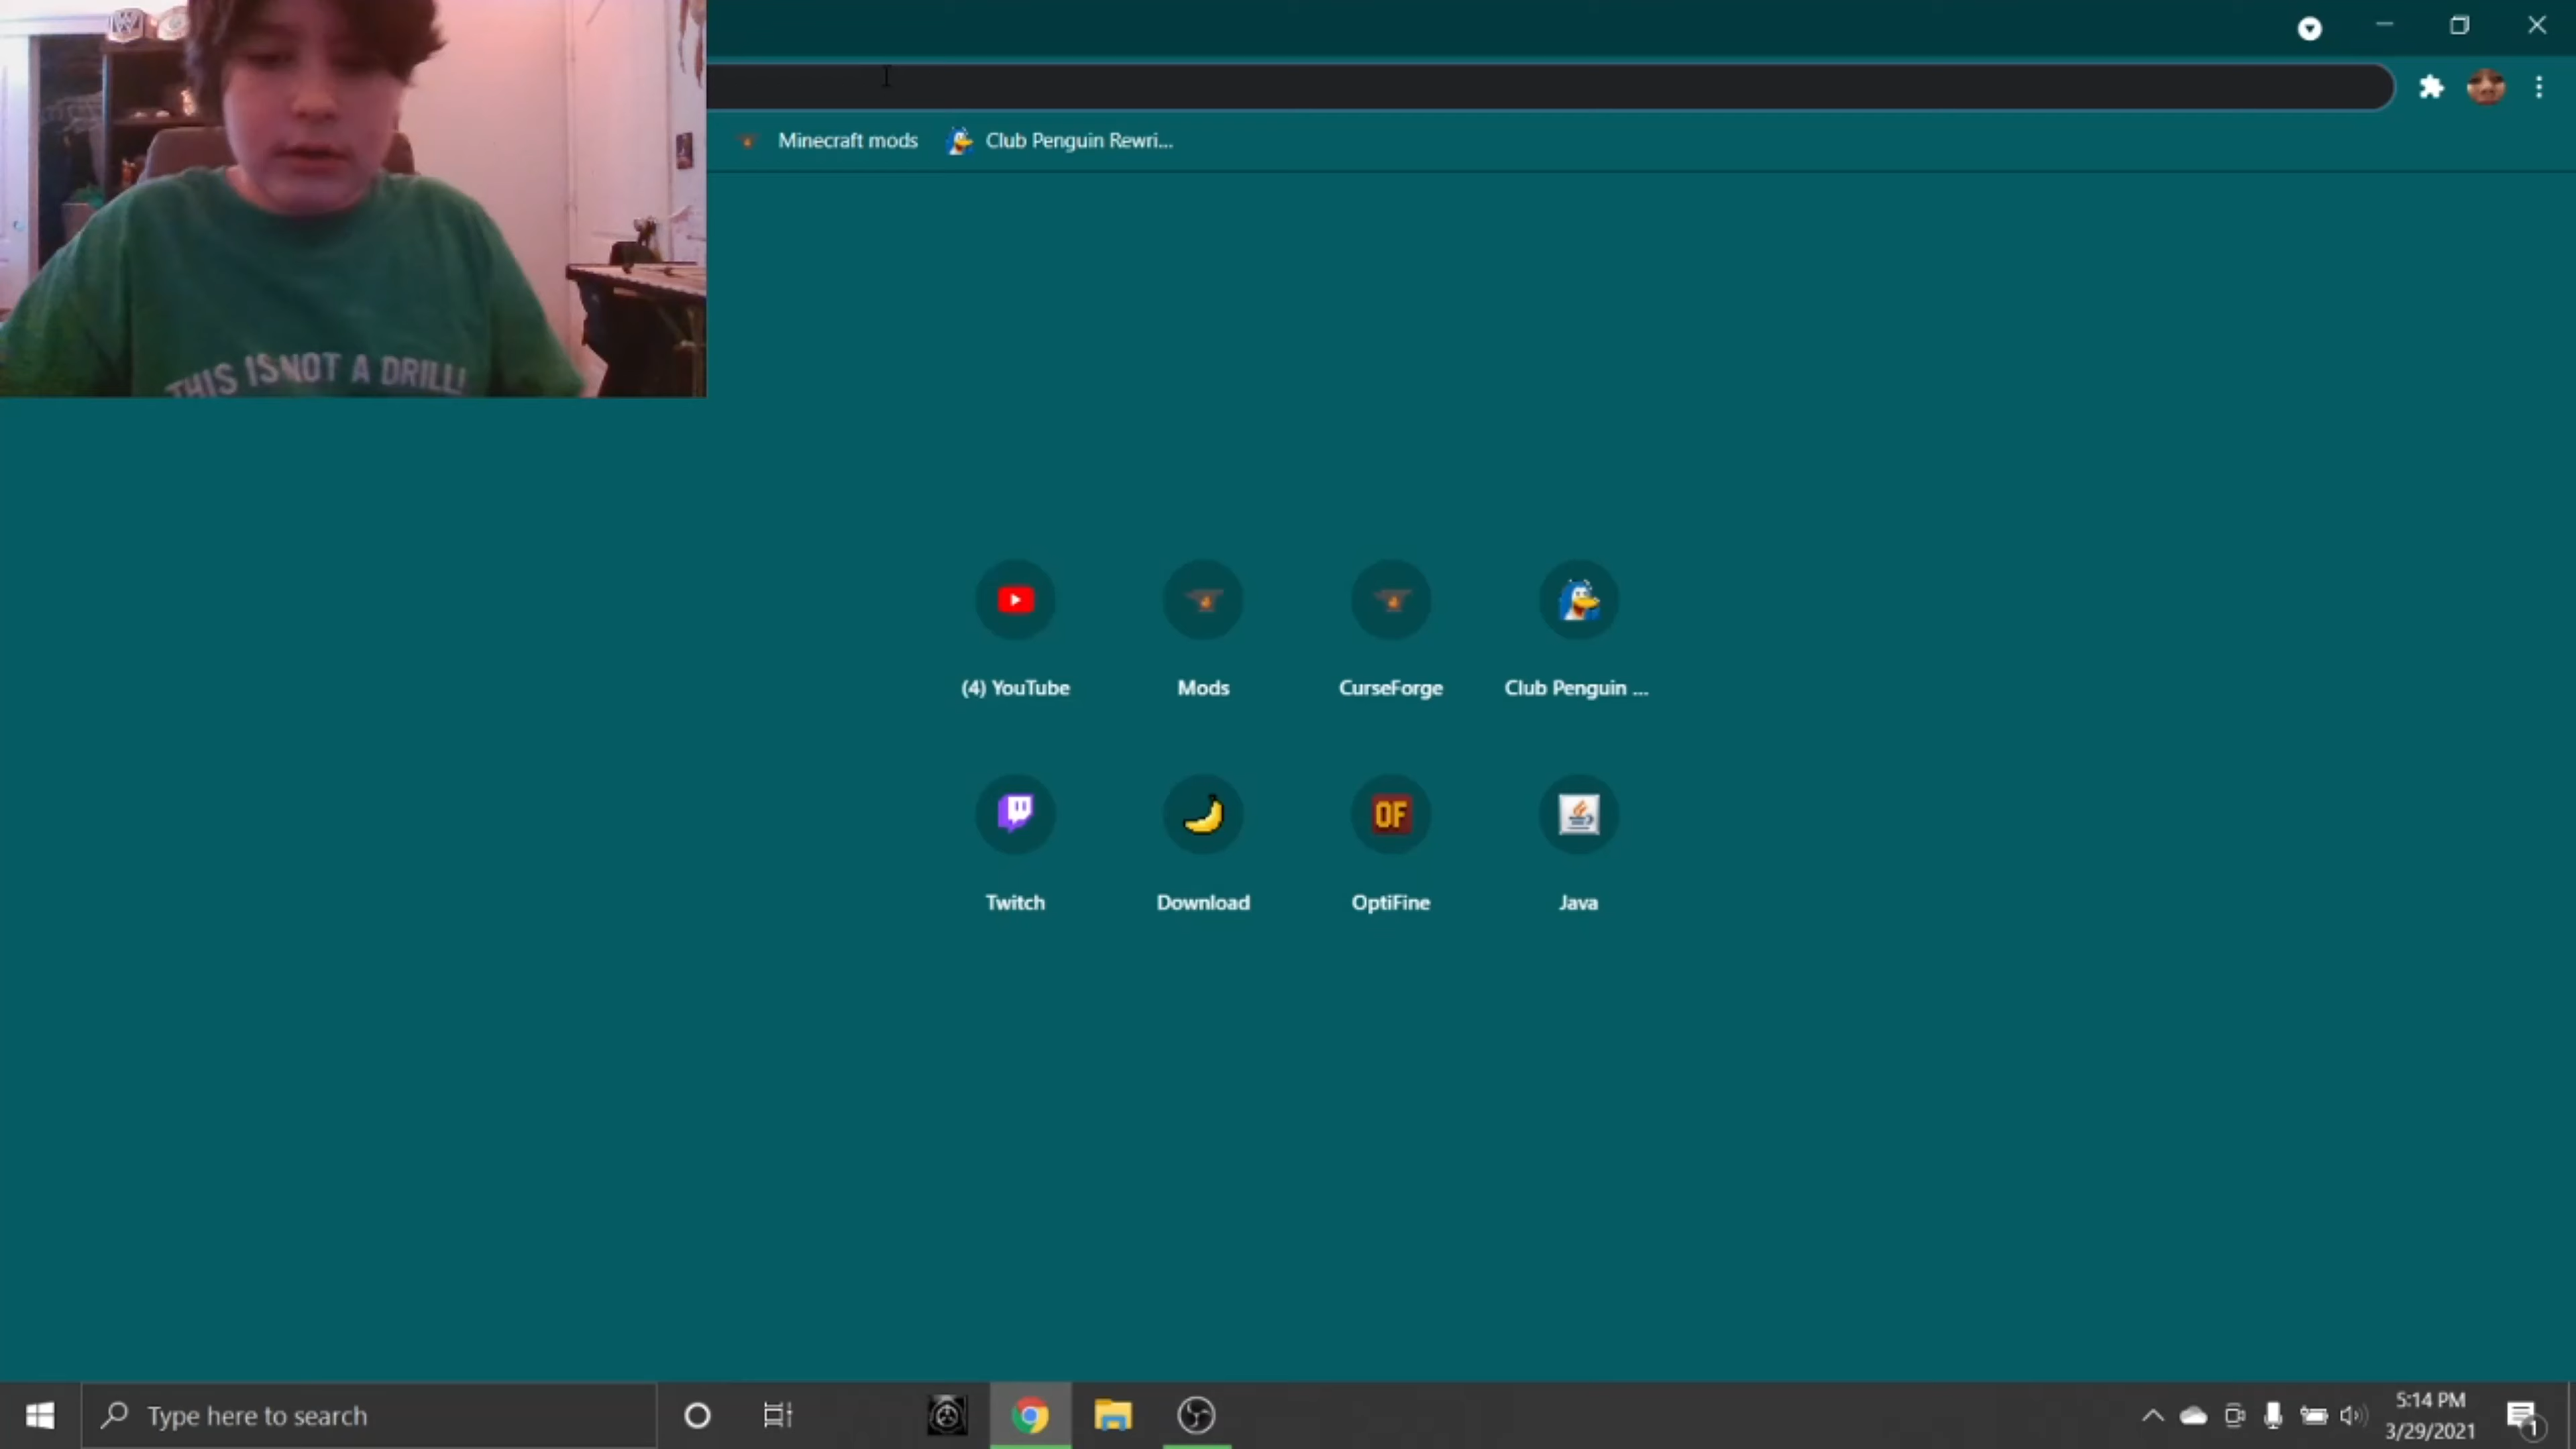 Minecraft mods
Club Penguin Rewri...
THIS IS NOT A DRILL!
(4) YouTube
Mods
CurseForge
Club Penguin ...
Twitch
Download
OF
OptiFine
Java
Type here to search
5:14 PM
3/29/2021
1